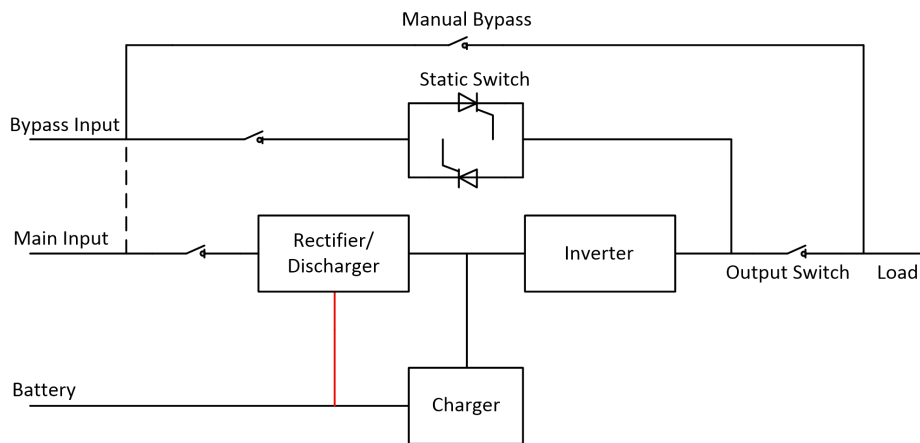 Manual Bypass
Static Switch
Bypass Input
Main Input
Rectifier/
Discharger
Inverter
Output Switch
Load
Battery
Charger